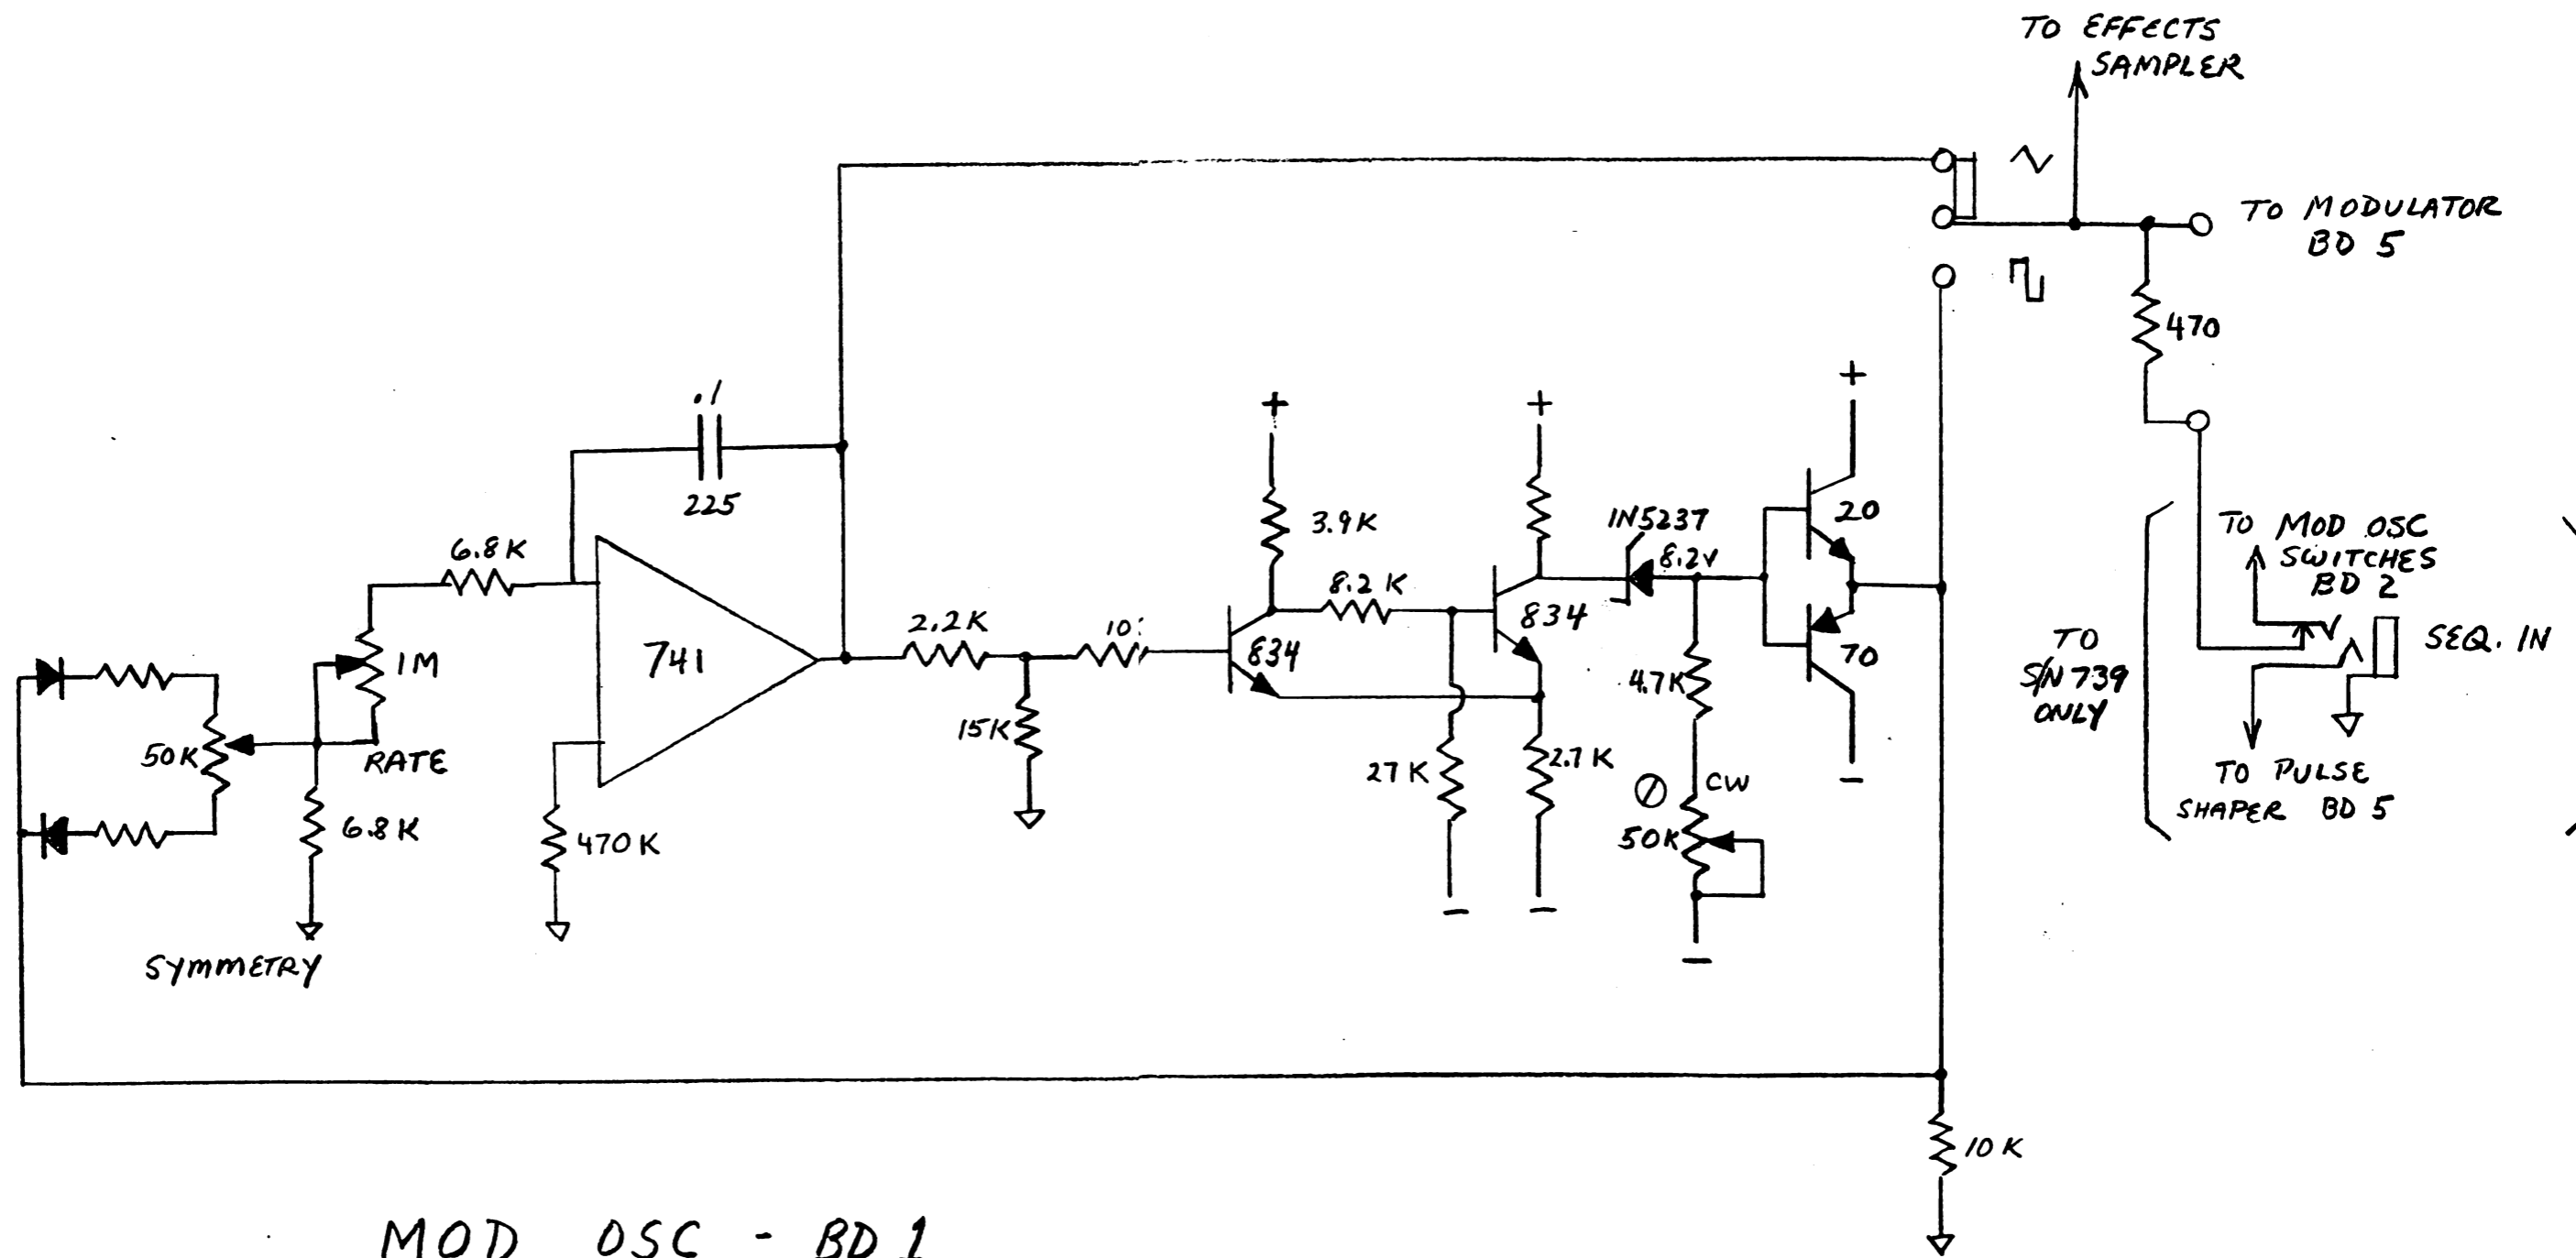 TO EFFECTS
SAMPLER
TO MODULATOR
BD 5
470
+
.1
225
+
+
3.9K
1N5237
8.2V
20
TO MOD OSC
SWITCHES
BD 2
6.8K
8.2K
834
741
2.2K
834
70
SEQ. IN
TO
S/N 739
ONLY
1M
4.7K
15K
50K
RATE
27K
2.7K
CW
50K
TO PULSE
SHAPER BD 5
6.8K
470K
-
-
-
-
SYMMETRY
10K
MOD OSC - BD 1